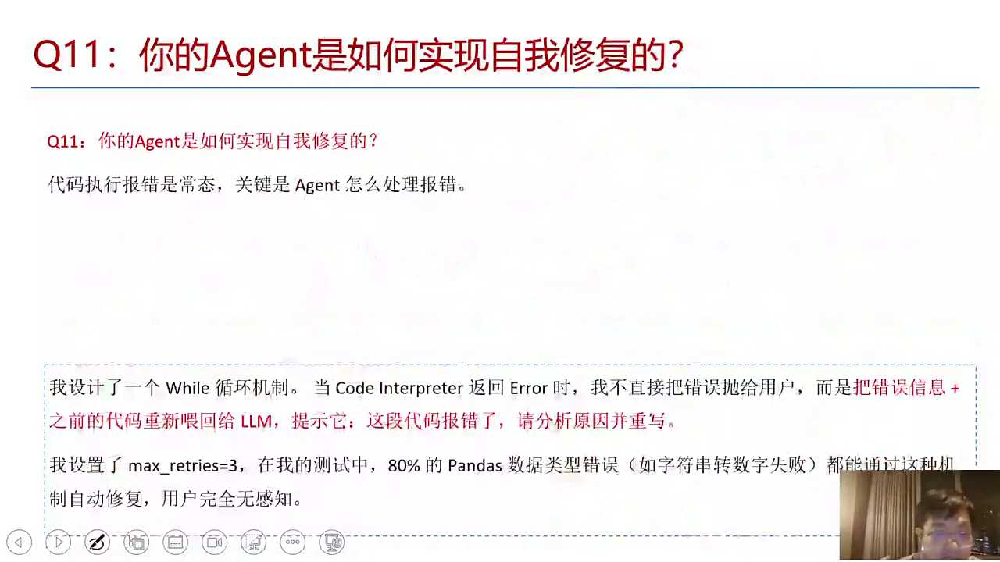 Q11：你的Agent是如何实现自我修复的？
Q11：你的Agent是如何实现自我修复的？
代码执行报错是常态，关键是 Agent 怎么处理报错。
我设计了一个 While 循环机制。 当 Code Interpreter 返回 Error 时，我不直接把错误抛给用户，而是把错误信息 +
之前的代码重新喂回给 LLM，提示它：这段代码报错了，请分析原因并重写。
我设置了 max_retries=3，在我的测试中，80% 的 Pandas 数据类型错误（如字符串转数字失败）都能通过这种机
制自动修复，用户完全无感知。